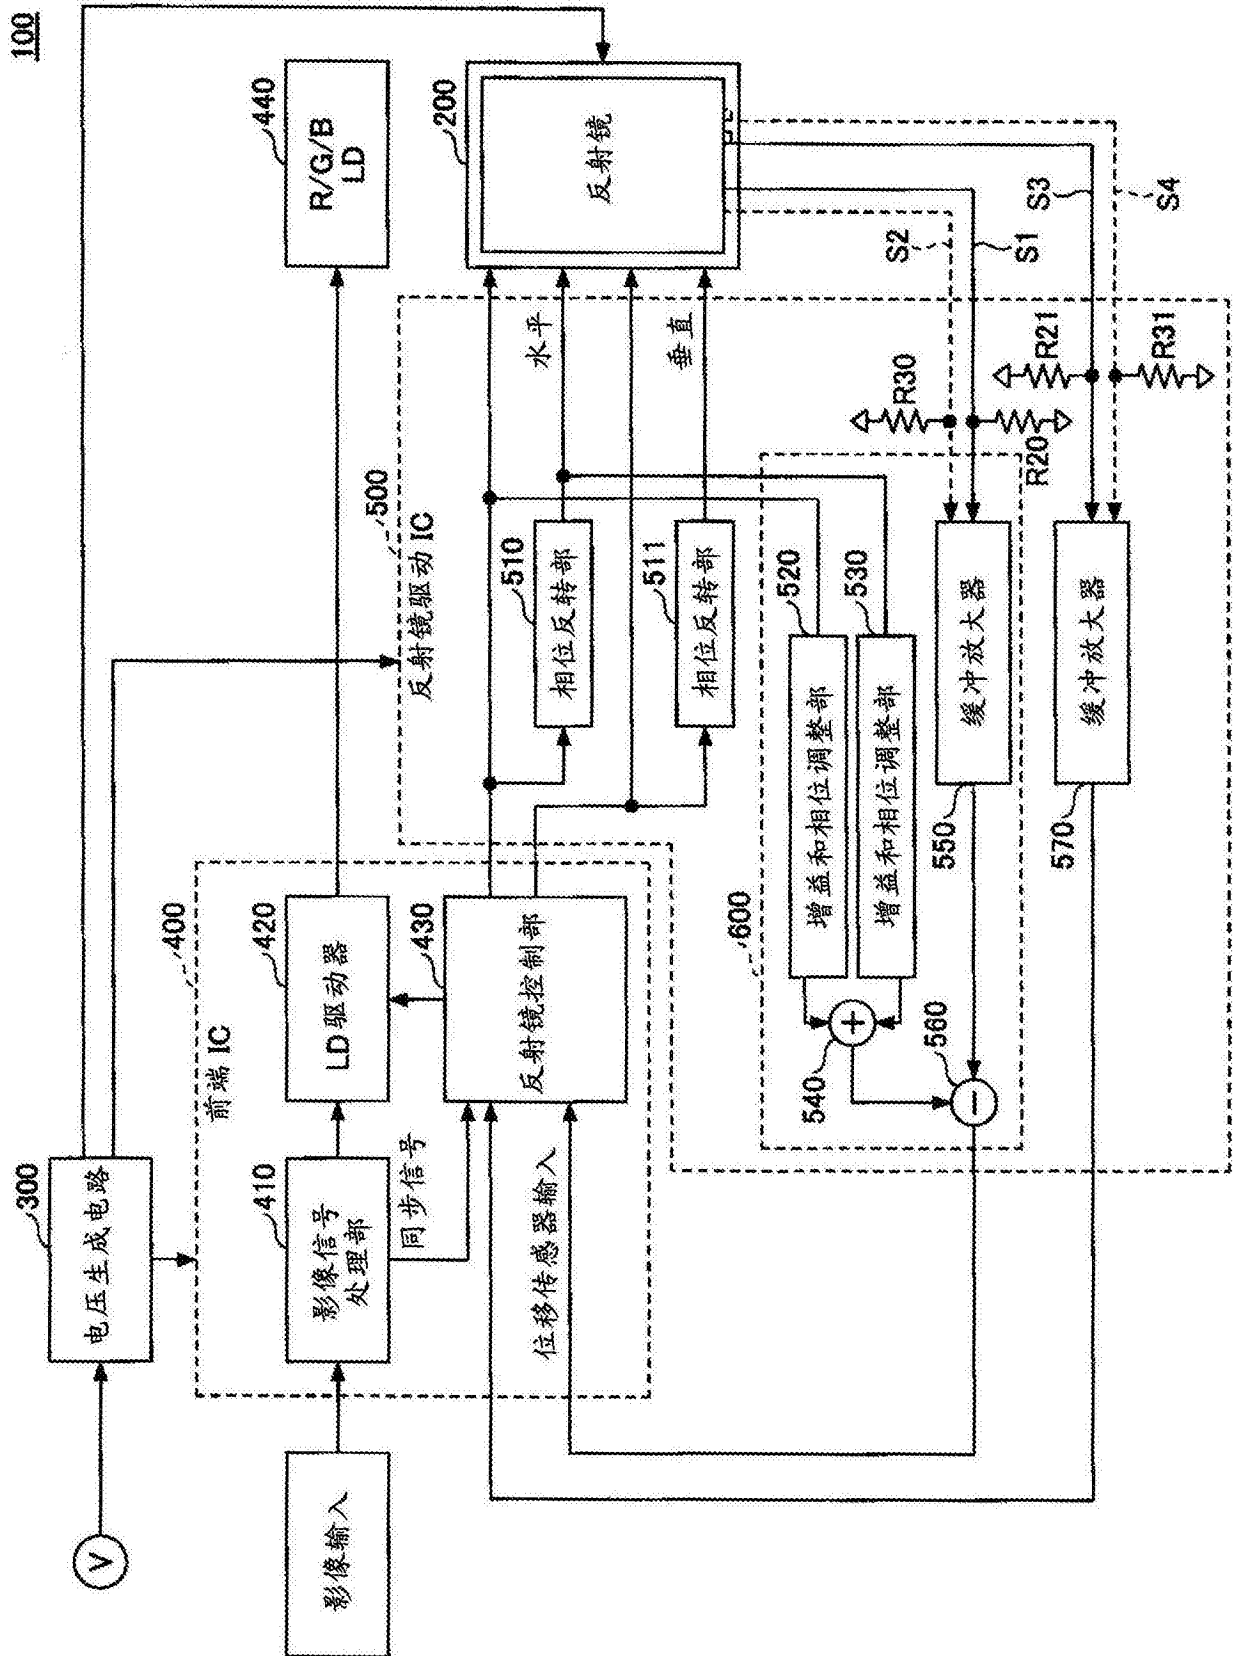 100
V
300
电压生成电路
影像输入
400
前端 IC
410
影像信号
处理部
同步信号
位移传感器输入
420
LD 驱动器
430
反射镜控制部
440
R/G/B
LD
200
反射镜
500
反射镜驱动 IC
510
相位反转部
水平
511
相位反转部
垂直
600
520
增益和相位调整部
530
增益和相位调整部
540
+
560
−
550
缓冲放大器
570
缓冲放大器
R30
R20
R21
R31
S2
S1
S3
S4